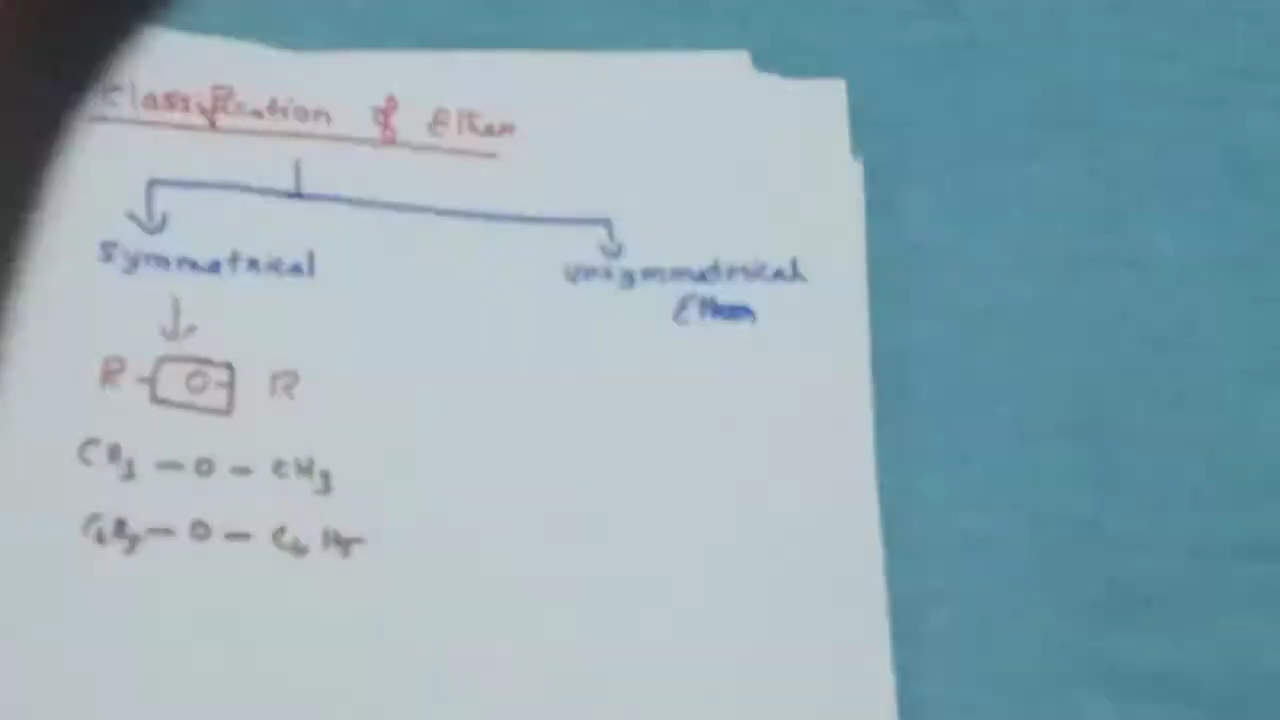 Classification of Ether
Symmetrical
unsymmetrical
Ether
R - O - R
CH3 - O - CH3
C6H5 - O - C6H5